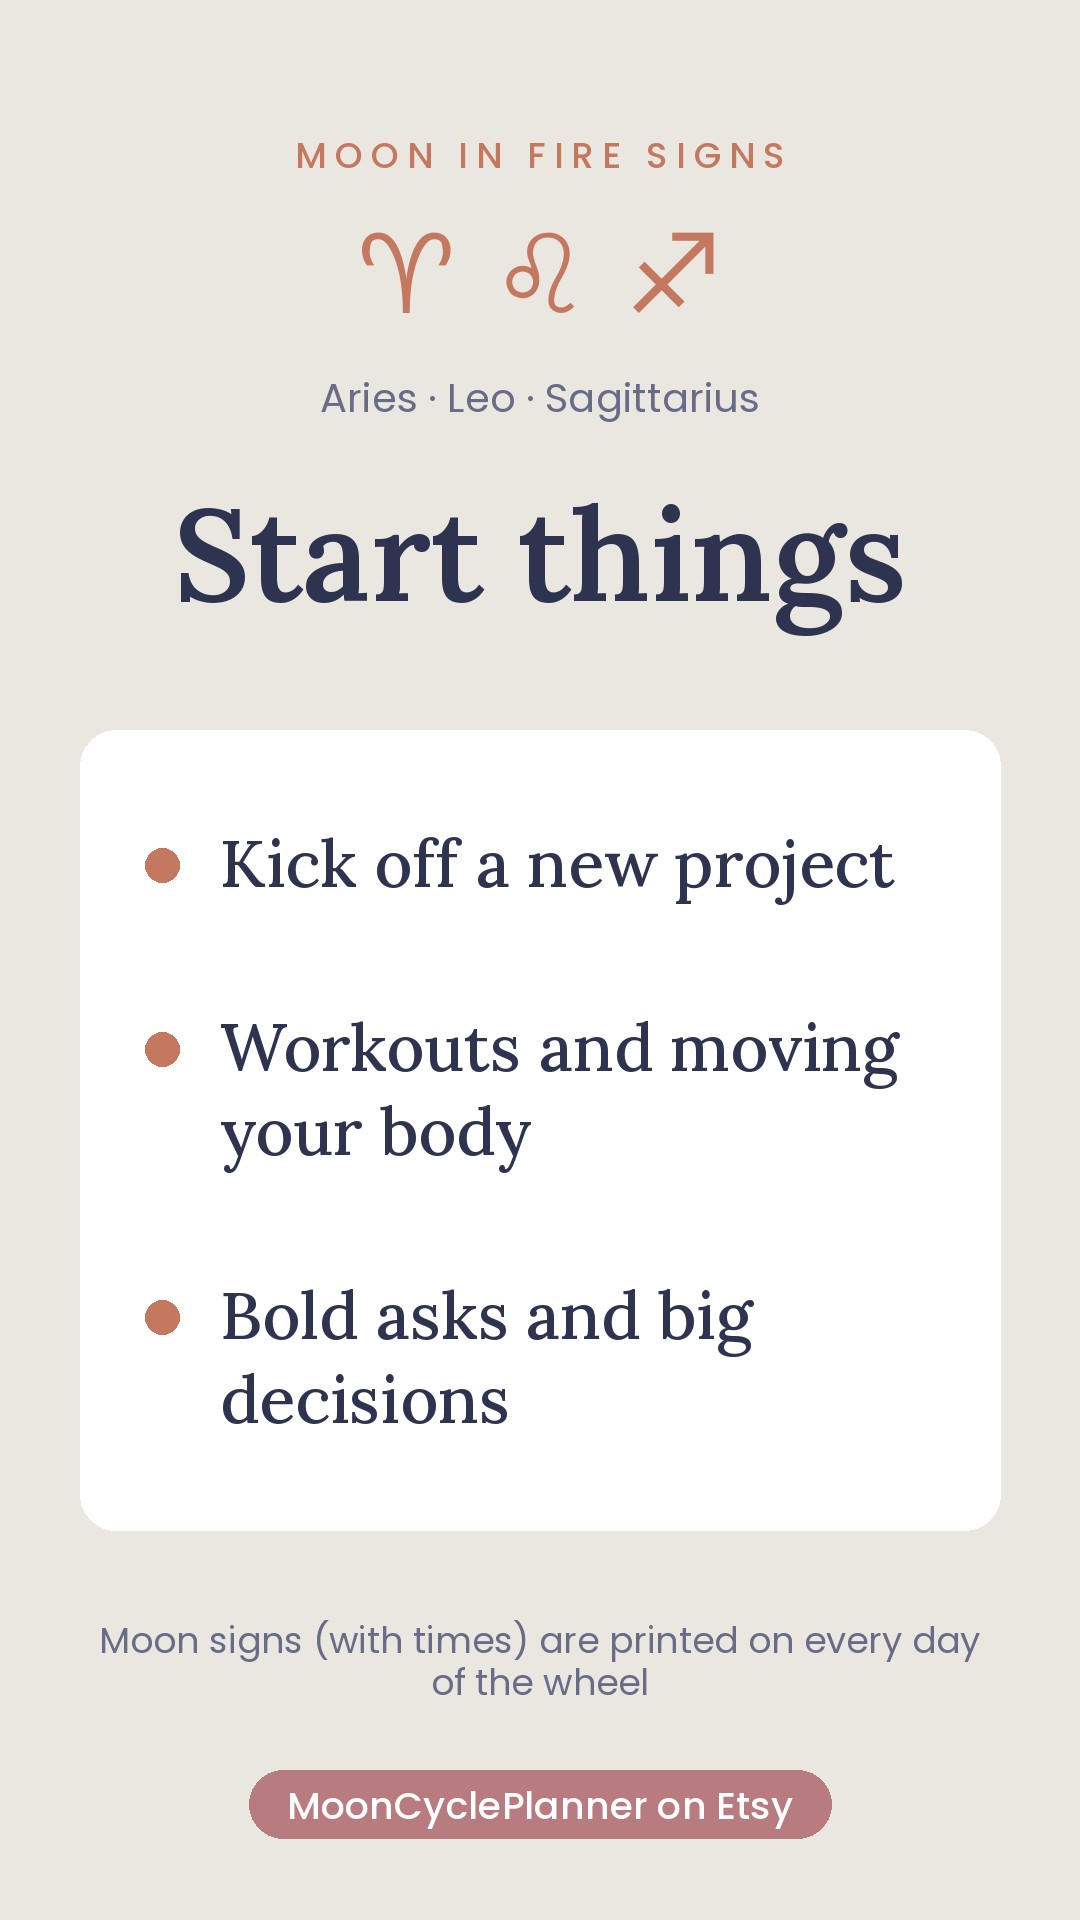 MOON IN FIRE SIGNS
♈︎ ♌︎ ♐︎
Aries · Leo · Sagittarius
Start things
Kick off a new project
Workouts and moving
your body
Bold asks and big
decisions
Moon signs (with times) are printed on every day
of the wheel
MoonCyclePlanner on Etsy